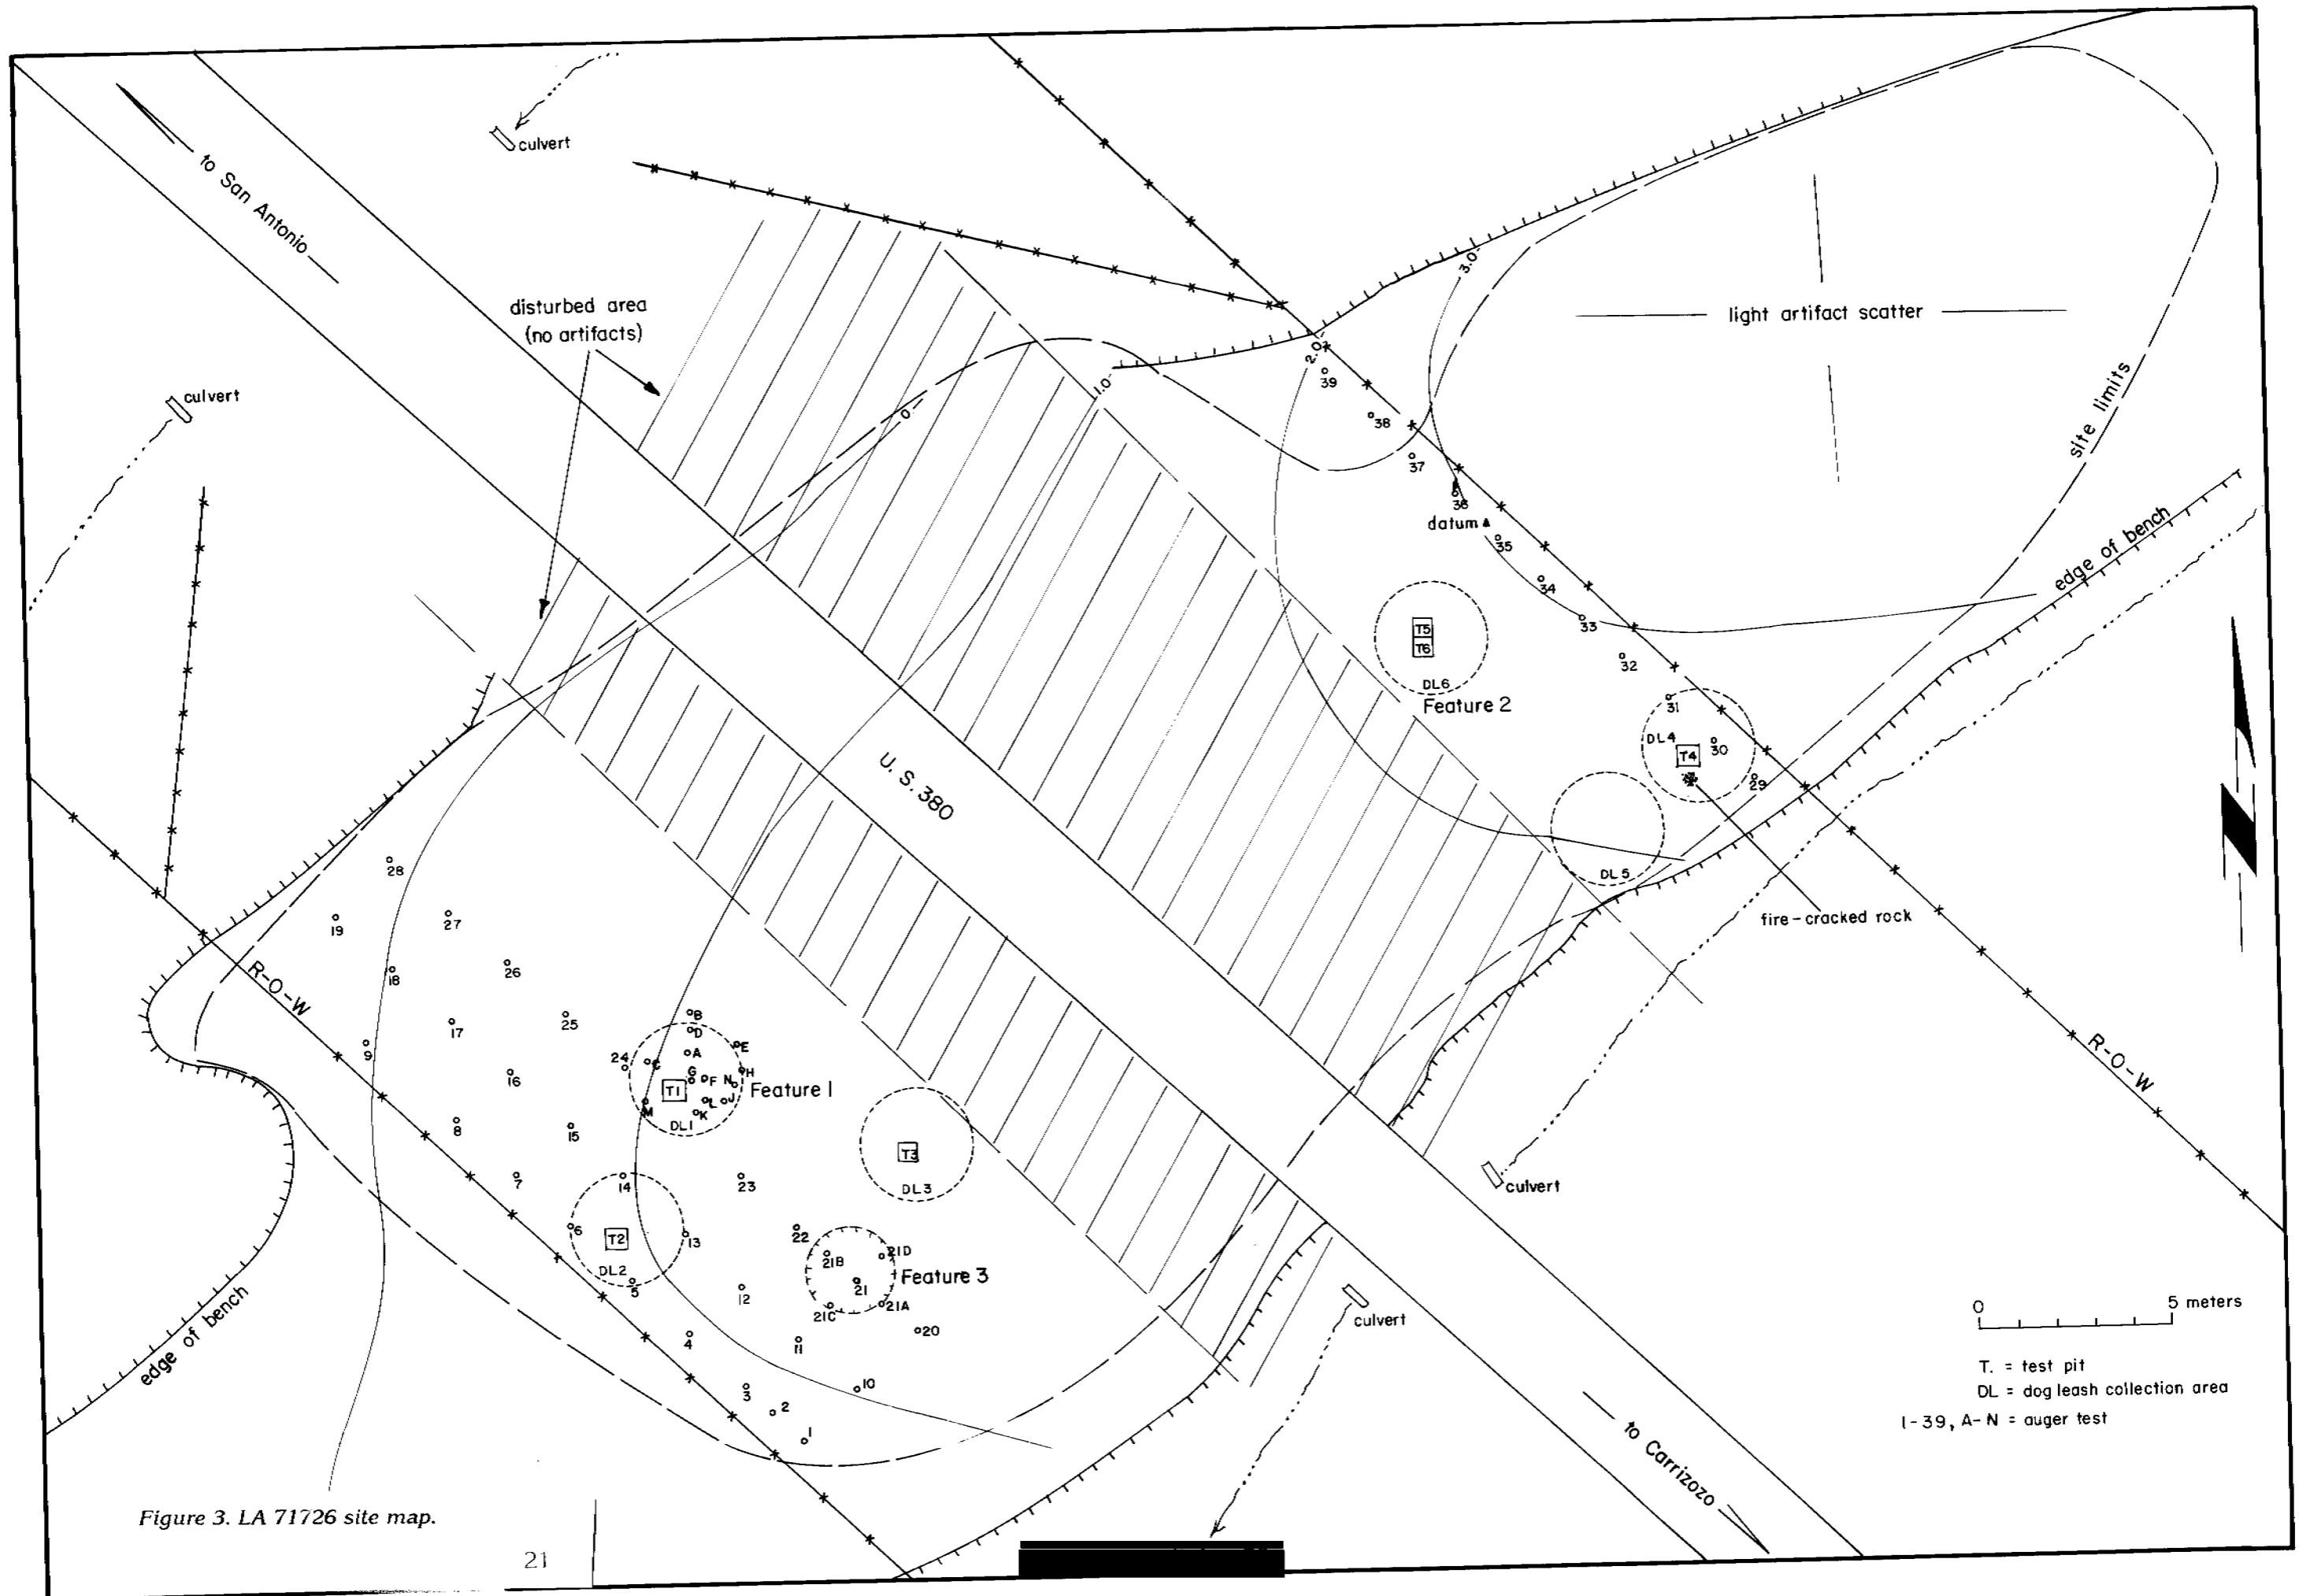 culvert
to San Antonio
disturbed area
(no artifacts)
culvert
3.0
light artifact scatter
2.0
1.0
0
39
38
37
36
datum
35
34
33
32
31
30
29
site limits
edge of bench
T5
T6
DL6
Feature 2
DL4
T4
DL5
fire-cracked rock
U. S. 380
28
19
27
18
26
R-O-W
17
25
9
16
24
8
15
B
D
A
E
C
G
F
N
H
T1
L
J
M
K
DL1
Feature 1
T3
DL3
7
14
23
6
T2
13
DL2
5
22
21B
21D
21
Feature 3
21C
21A
12
20
4
11
3
10
2
1
edge of bench
culvert
culvert
R-O-W
N
to Carrizozo
0 5 meters
T. = test pit
DL = dog leash collection area
1-39, A-N = auger test
Figure 3. LA 71726 site map.
21